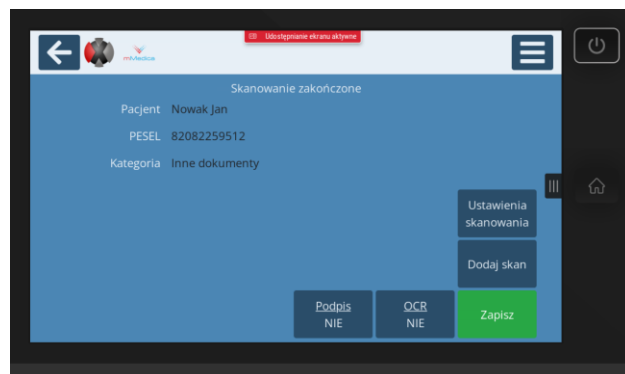 Udostępnianie ekranu aktywne
mMedica
Skanowanie zakończone
Pacjent Nowak Jan
PESEL 82082259512
Kategoria Inne dokumenty
Ustawienia
skanowania
Dodaj skan
Podpis
NIE
OCR
NIE
Zapisz